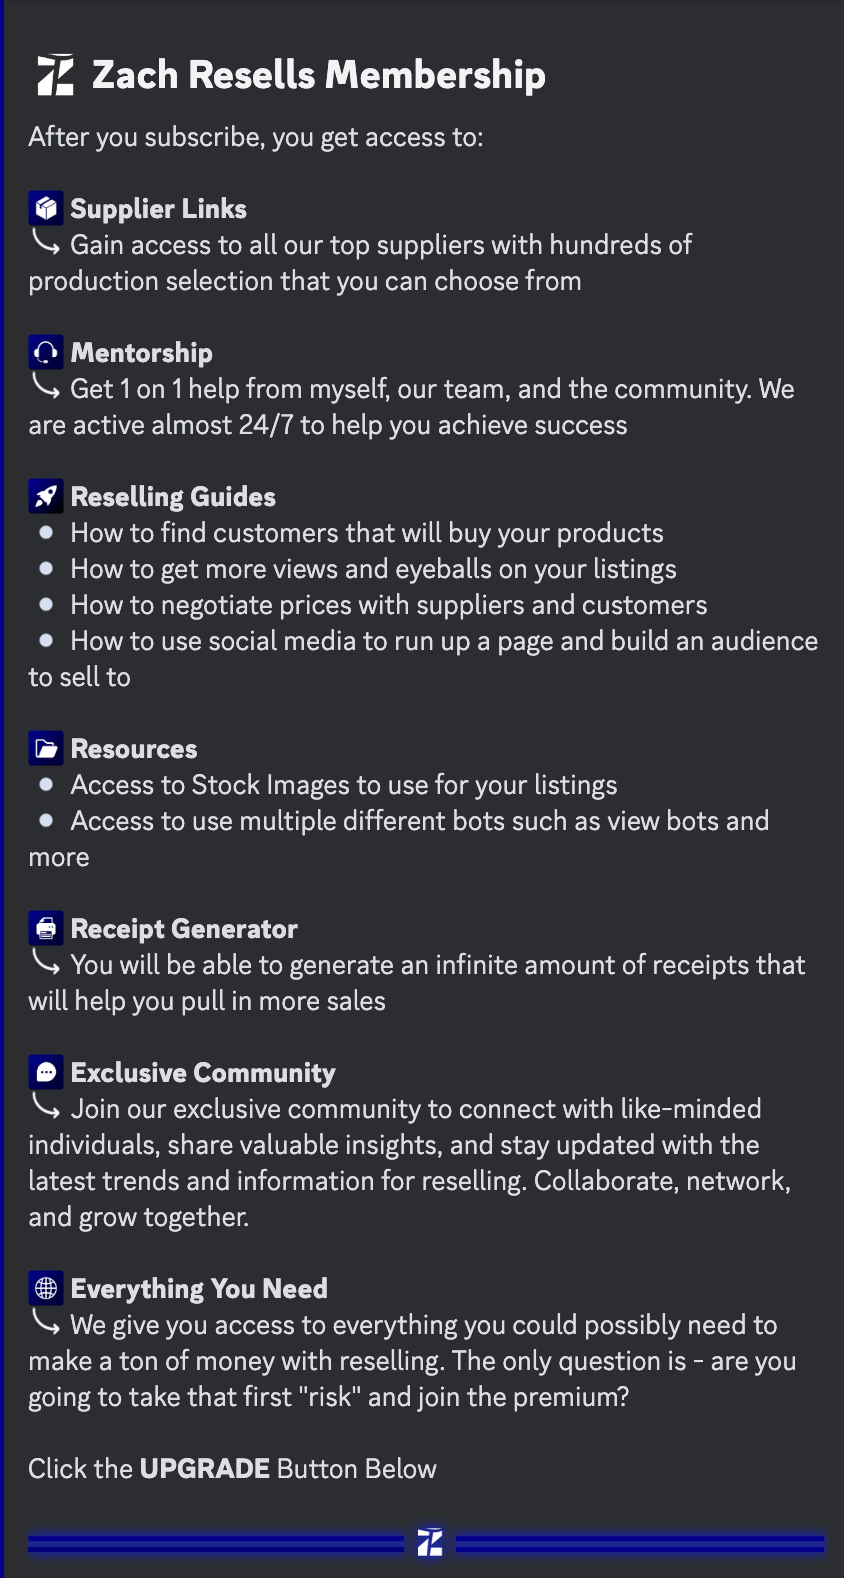 Zach Resells Membership
After you subscribe, you get access to:
Supplier Links
Gain access to all our top suppliers with hundreds of
production selection that you can choose from
Mentorship
Get 1 on 1 help from myself, our team, and the community. We
are active almost 24/7 to help you achieve success
Reselling Guides
How to find customers that will buy your products
How to get more views and eyeballs on your listings
How to negotiate prices with suppliers and customers
How to use social media to run up a page and build an audience
to sell to
Resources
Access to Stock Images to use for your listings
Access to use multiple different bots such as view bots and
more
Receipt Generator
You will be able to generate an infinite amount of receipts that
will help you pull in more sales
Exclusive Community
Join our exclusive community to connect with like-minded
individuals, share valuable insights, and stay updated with the
latest trends and information for reselling. Collaborate, network,
and grow together.
Everything You Need
We give you access to everything you could possibly need to
make a ton of money with reselling. The only question is - are you
going to take that first "risk" and join the premium?
Click the UPGRADE Button Below